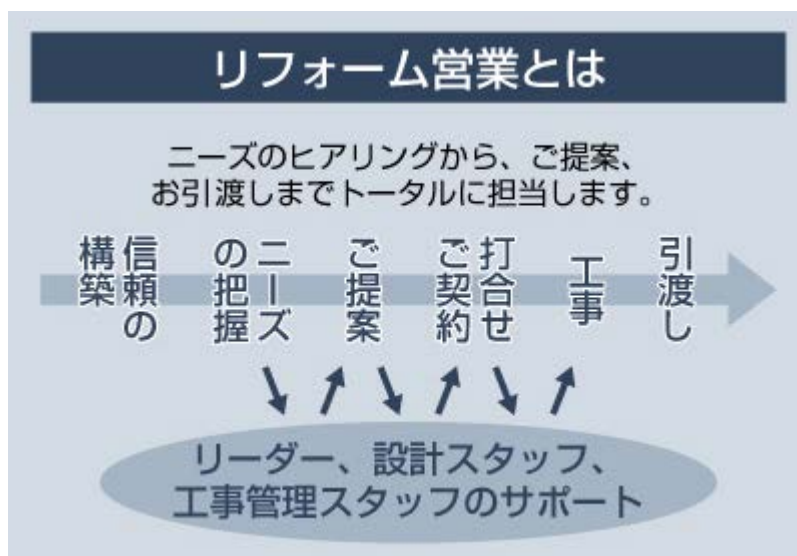 リフォーム営業とは
ニーズのヒアリングから、ご提案、
お引渡しまでトータルに担当します。
信頼の
構築
ニーズ
の把握
ご提案
打合せ
ご契約
工事
引渡し
リーダー、設計スタッフ、
工事管理スタッフのサポート